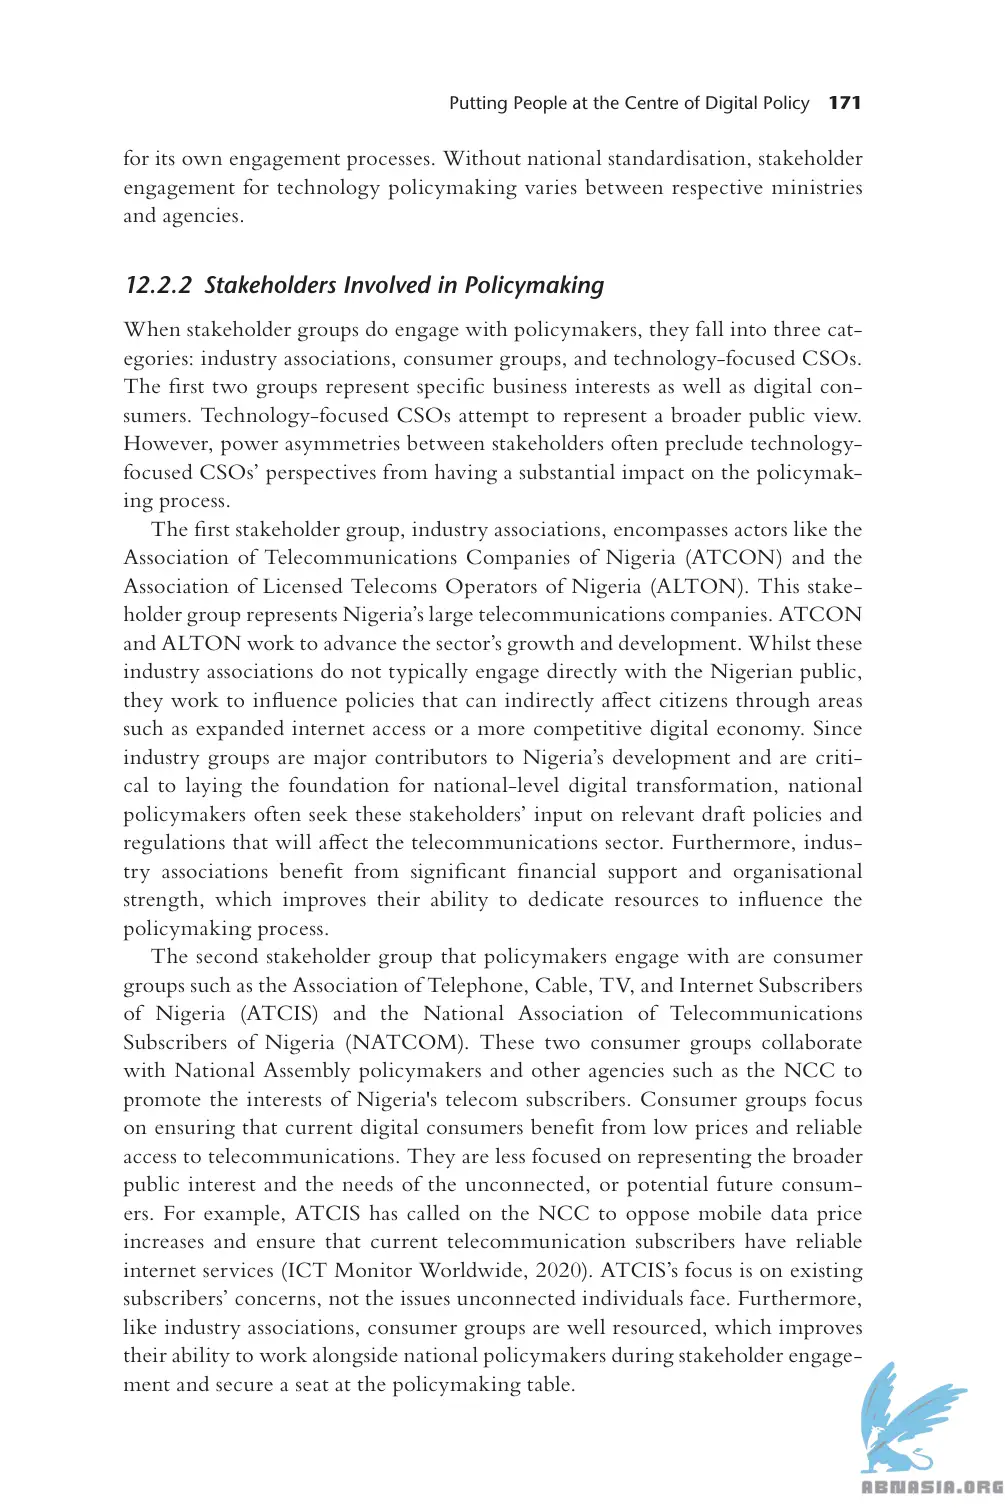 Putting People at the Centre of Digital Policy 171
for its own engagement processes. Without national standardisation, stakeholder
engagement for technology policymaking varies between respective ministries
and agencies.
12.2.2 Stakeholders Involved in Policymaking
When stakeholder groups do engage with policymakers, they fall into three cat-
egories: industry associations, consumer groups, and technology-focused CSOs.
The first two groups represent specific business interests as well as digital con-
sumers. Technology-focused CSOs attempt to represent a broader public view.
However, power asymmetries between stakeholders often preclude technology-
focused CSOs’ perspectives from having a substantial impact on the policymak-
ing process.
The first stakeholder group, industry associations, encompasses actors like the
Association of Telecommunications Companies of Nigeria (ATCON) and the
Association of Licensed Telecoms Operators of Nigeria (ALTON). This stake-
holder group represents Nigeria’s large telecommunications companies. ATCON
and ALTON work to advance the sector’s growth and development. Whilst these
industry associations do not typically engage directly with the Nigerian public,
they work to influence policies that can indirectly affect citizens through areas
such as expanded internet access or a more competitive digital economy. Since
industry groups are major contributors to Nigeria’s development and are criti-
cal to laying the foundation for national-level digital transformation, national
policymakers often seek these stakeholders’ input on relevant draft policies and
regulations that will affect the telecommunications sector. Furthermore, indus-
try associations benefit from significant financial support and organisational
strength, which improves their ability to dedicate resources to influence the
policymaking process.
The second stakeholder group that policymakers engage with are consumer
groups such as the Association of Telephone, Cable, TV, and Internet Subscribers
of Nigeria (ATCIS) and the National Association of Telecommunications
Subscribers of Nigeria (NATCOM). These two consumer groups collaborate
with National Assembly policymakers and other agencies such as the NCC to
promote the interests of Nigeria's telecom subscribers. Consumer groups focus
on ensuring that current digital consumers benefit from low prices and reliable
access to telecommunications. They are less focused on representing the broader
public interest and the needs of the unconnected, or potential future consum-
ers. For example, ATCIS has called on the NCC to oppose mobile data price
increases and ensure that current telecommunication subscribers have reliable
internet services (ICT Monitor Worldwide, 2020). ATCIS’s focus is on existing
subscribers’ concerns, not the issues unconnected individuals face. Furthermore,
like industry associations, consumer groups are well resourced, which improves
their ability to work alongside national policymakers during stakeholder engage-
ment and secure a seat at the policymaking table.
ABNASIA.ORG